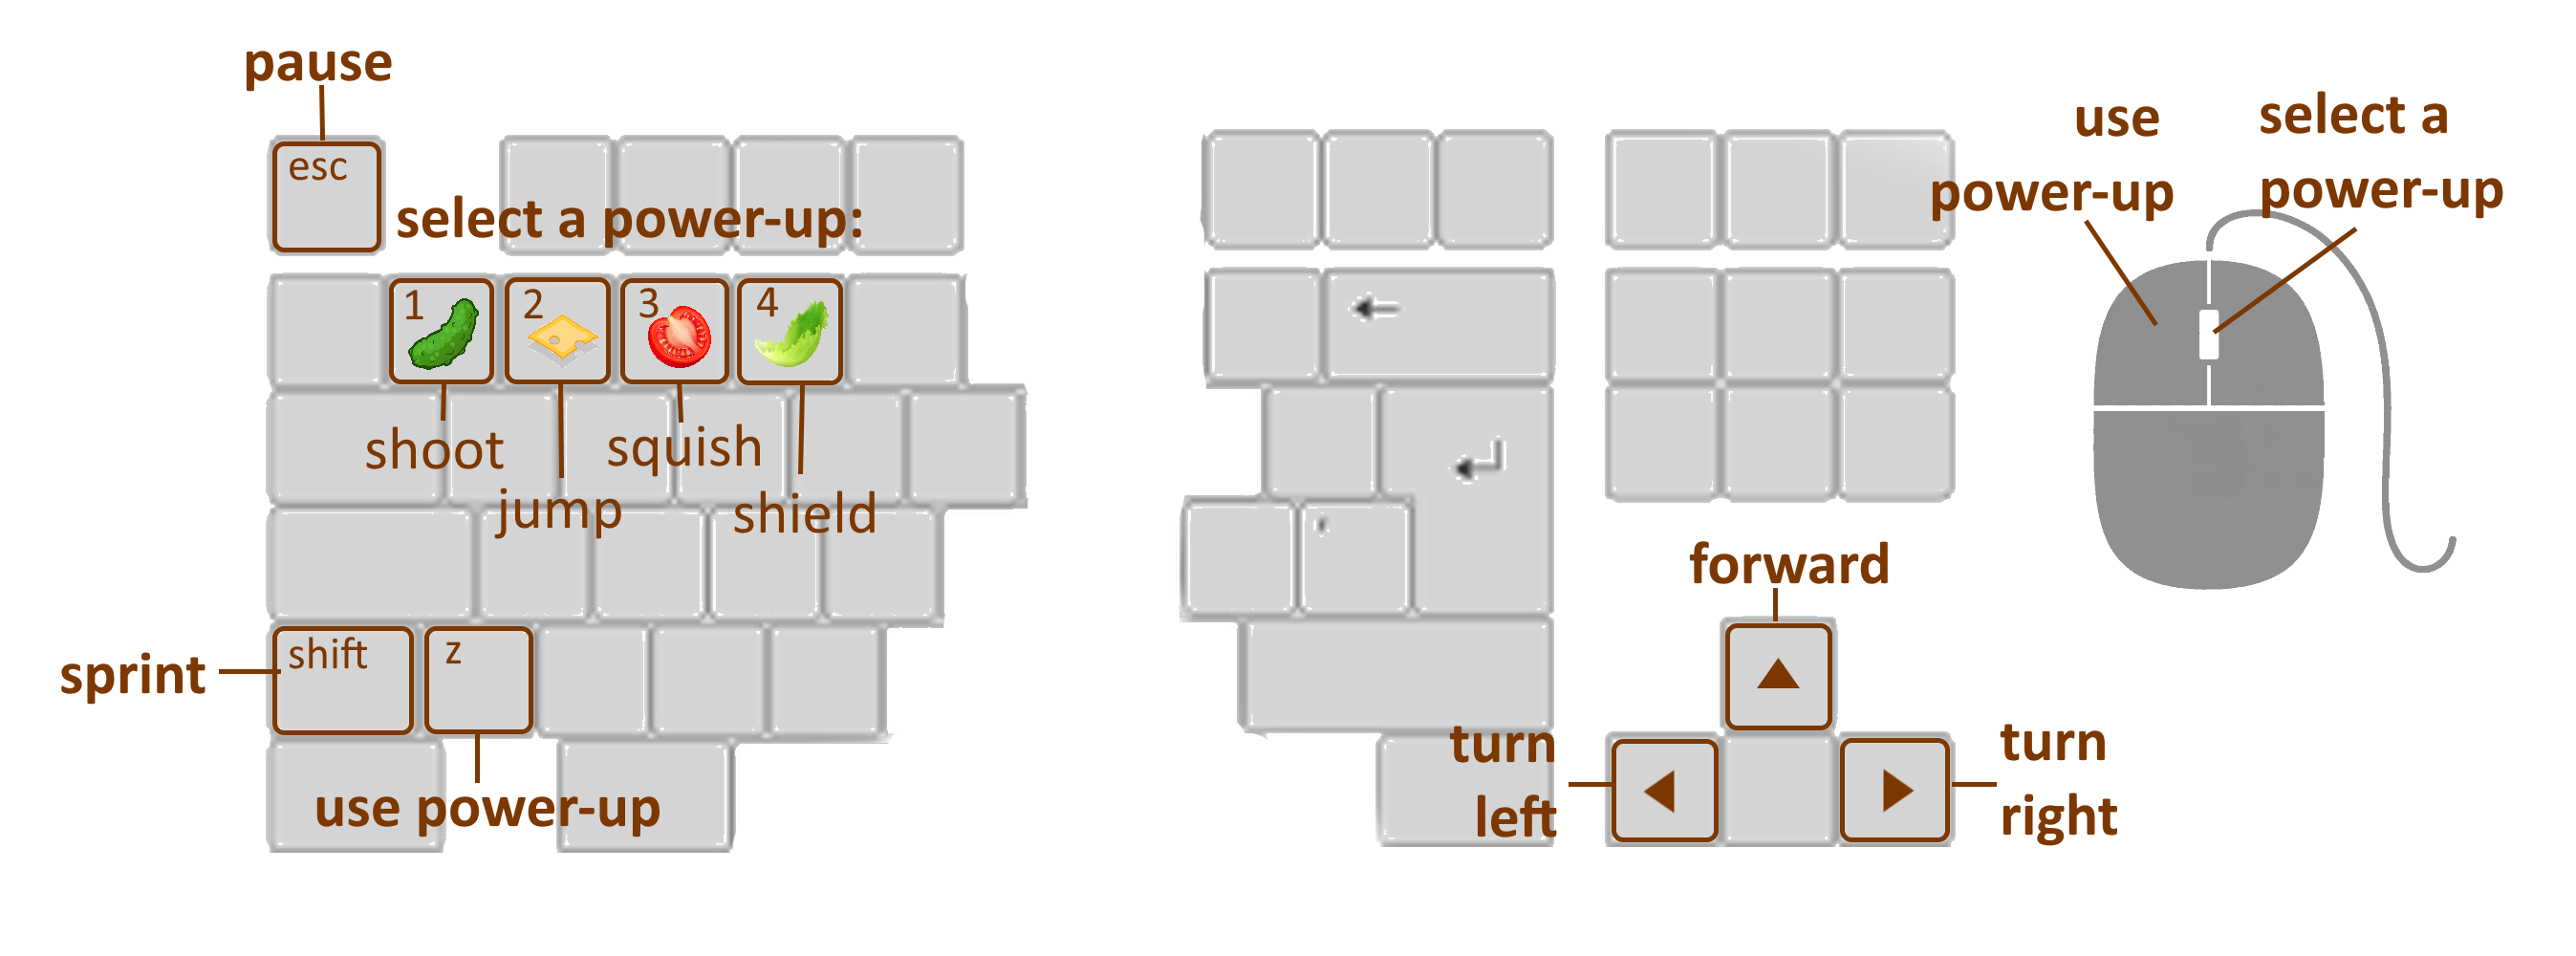 pause
esc
select a power-up:
1
2
3
4
shoot
jump
squish
shield
sprint
shift
z
use power-up
forward
turn
left
turn
right
use
power-up
select a
power-up